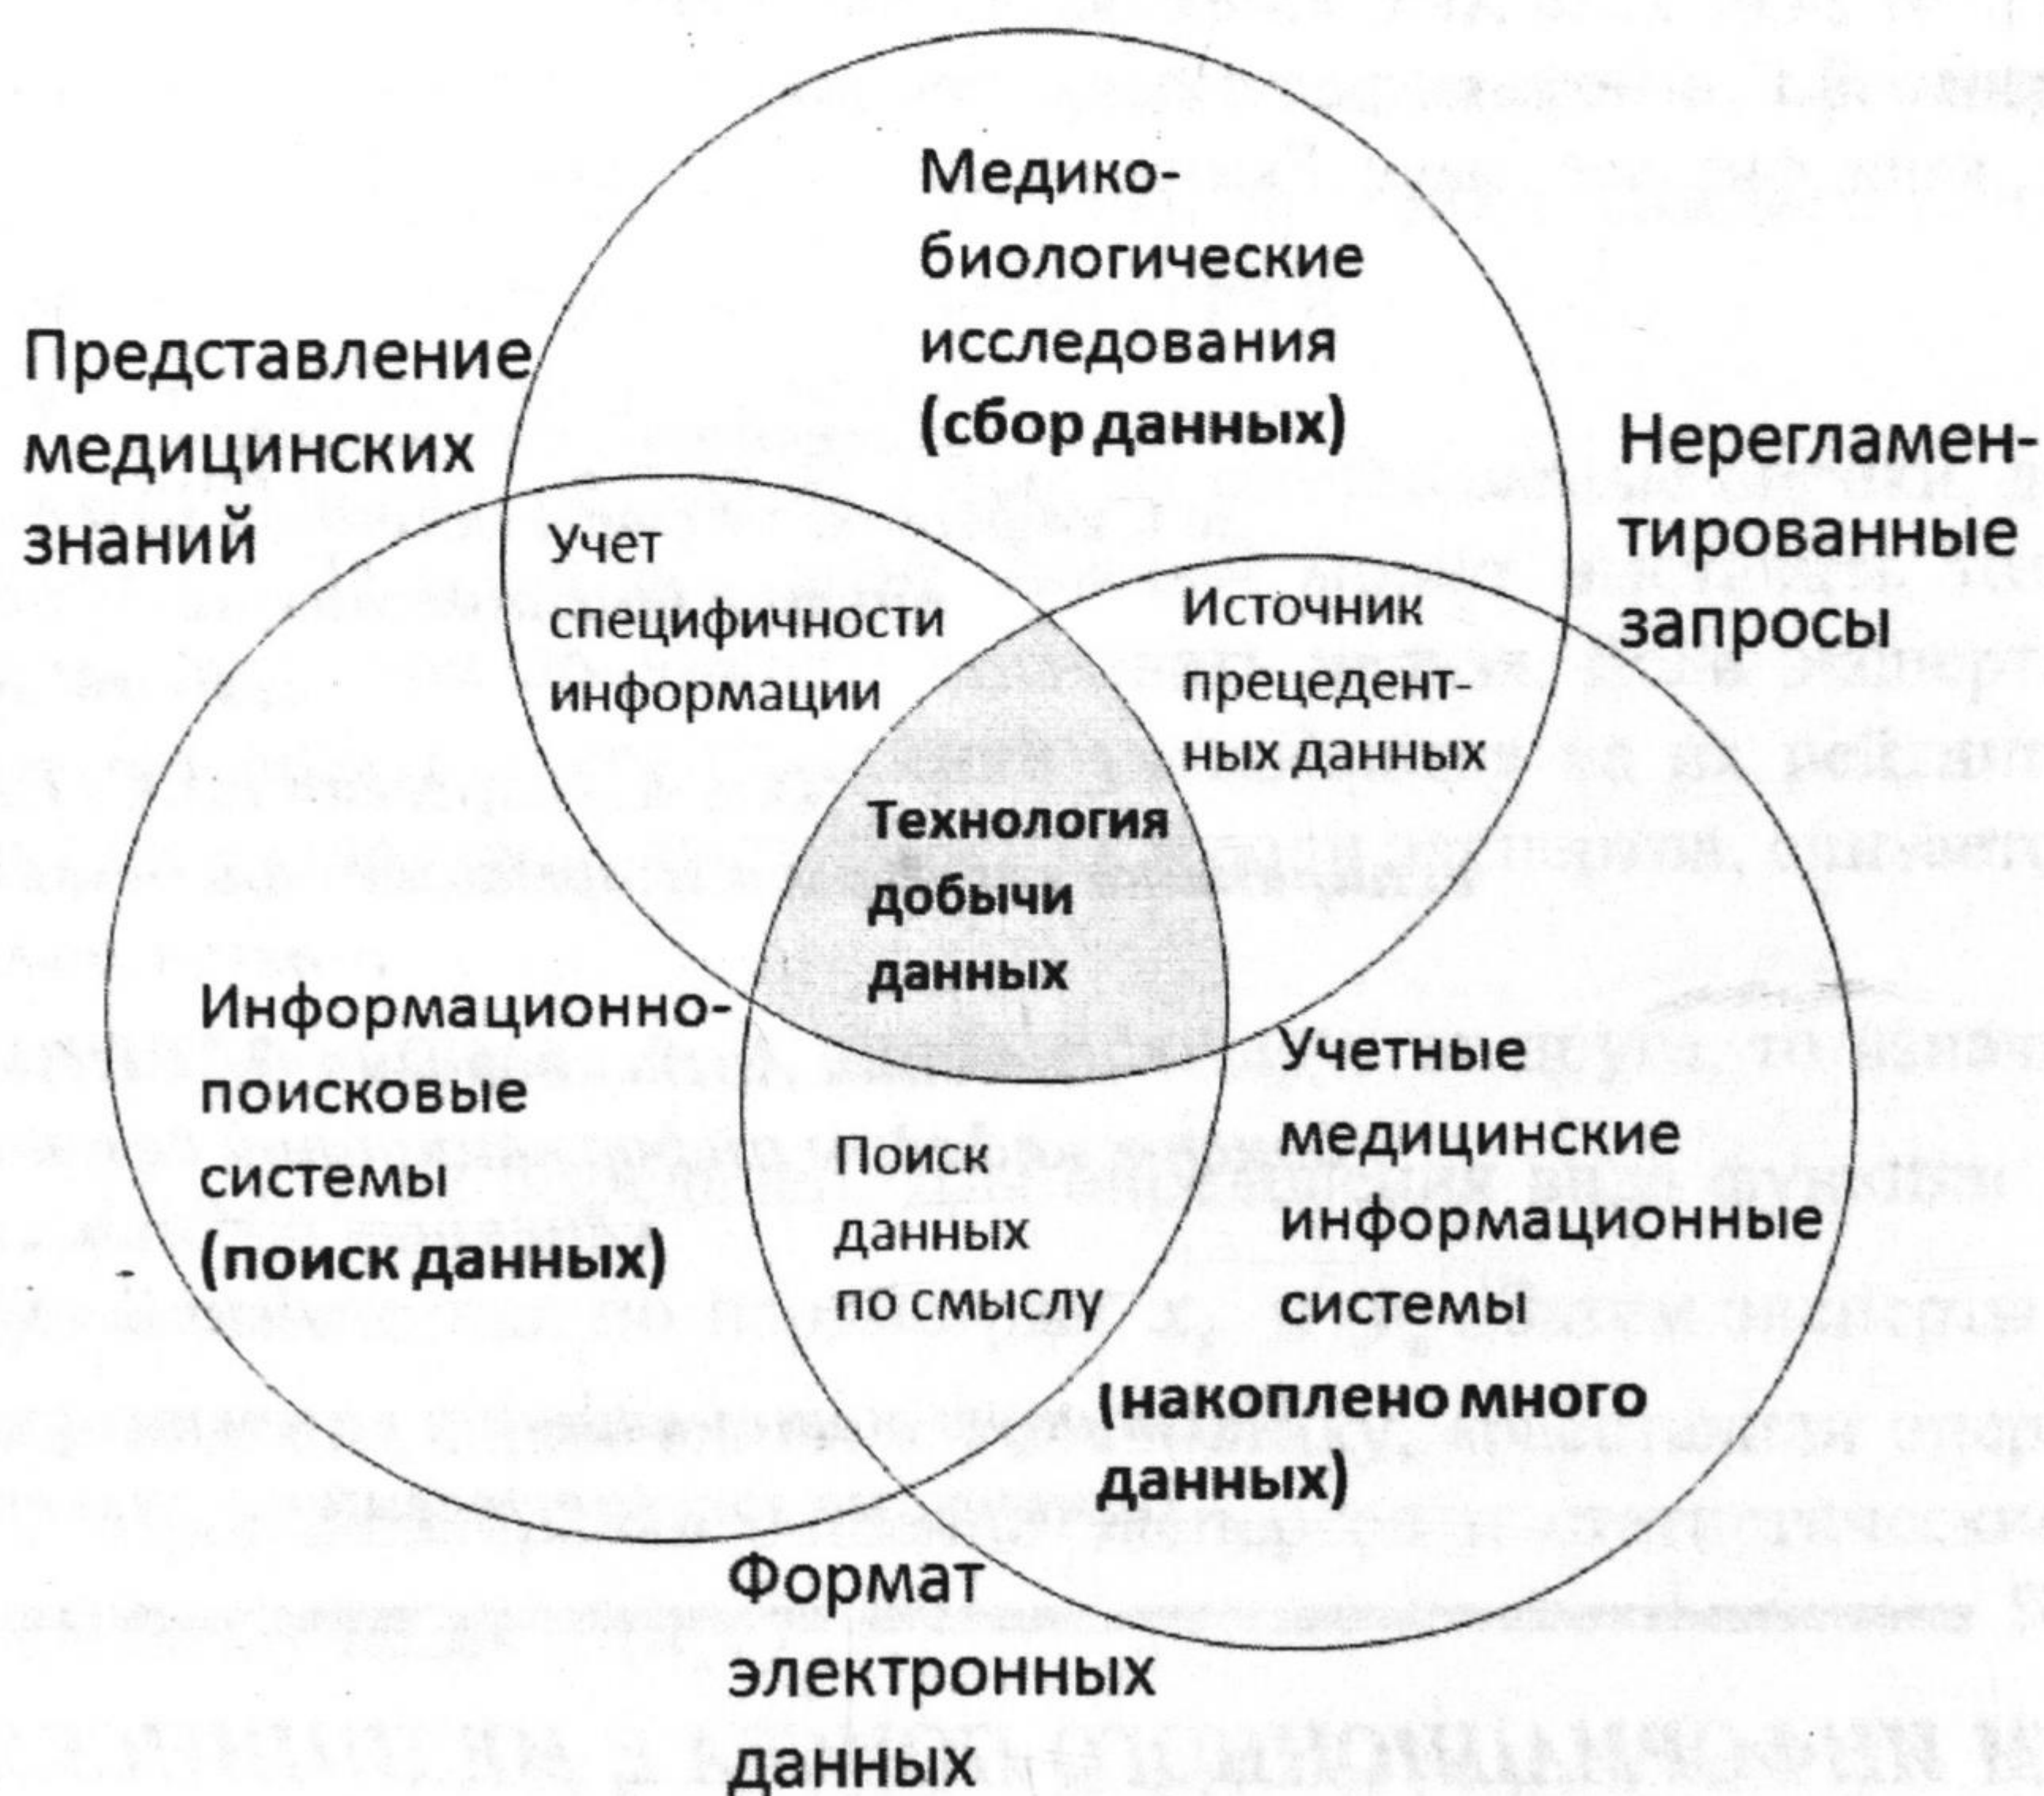 Медико-
биологические
исследования
(сбор данных)
Представление
медицинских
знаний
Нерегламен-
тированные
запросы
Учет
специфичности
информации
Источник
прецедент-
ных данных
Технология
добычи
данных
Информационно-
поисковые
системы
(поиск данных)
Учетные
медицинские
информационные
системы
(накоплено много
данных)
Поиск
данных
по смыслу
Формат
электронных
данных